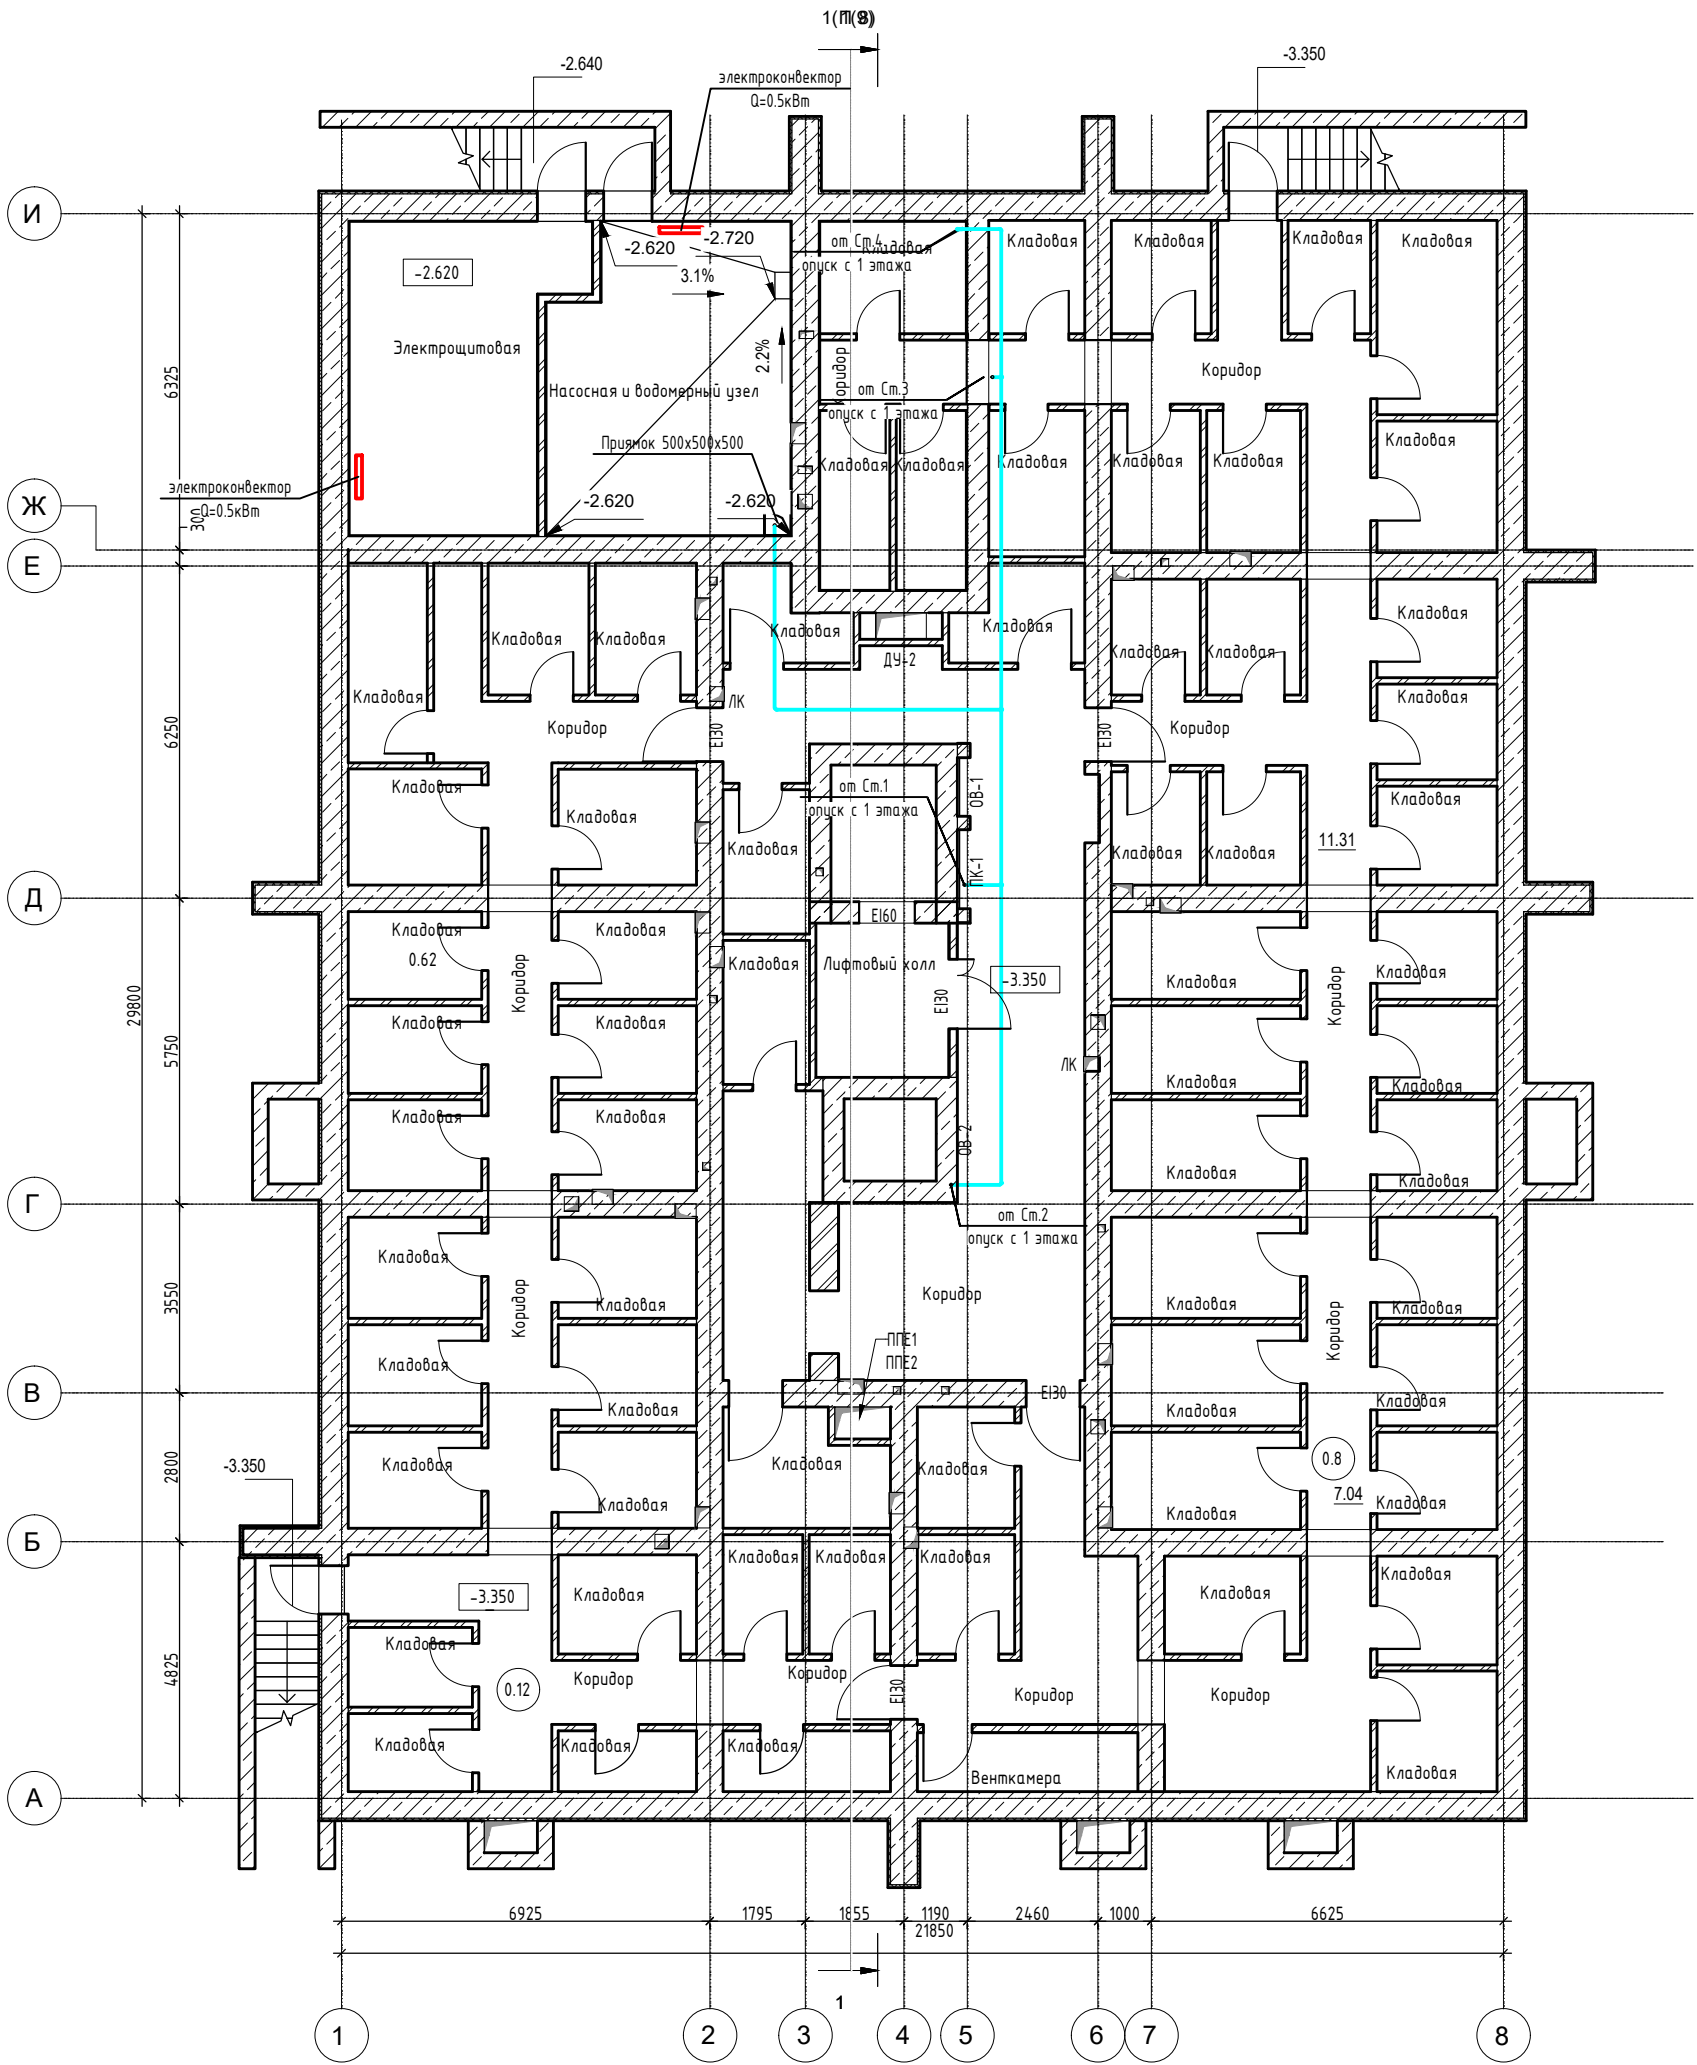 -2.640
-3.350
электроконвектор
Q=0.5кВт
И
-2.620
-2.620
-2.720
3.1%
2.2%
от Ст.4
Кладовая
опуск с 1 этажа
Кладовая
Кладовая
Кладовая
Кладовая
Электрощитовая
Насосная и водомерный узел
Коридор
Коридор
от Ст.3
опуск с 1 этажа
6325
Приямок 500х500х500
Кладовая
Кладовая
Кладовая
Кладовая
Кладовая
Кладовая
электроконвектор
Q=0.5кВт
-2.620
-2.620
Ж
300
Е
Кладовая
Кладовая
Кладовая
Кладовая
Кладовая
Кладовая
Кладовая
Кладовая
ДУ-2
Кладовая
Кладовая
ЛК
EI30
EI30
Коридор
Коридор
6250
Кладовая
Кладовая
от Ст.1
опуск с 1 этажа
ОВ-1
Кладовая
Кладовая
Кладовая
Кладовая
11.31
ПК-1
Д
EI60
Кладовая
Кладовая
0.62
Кладовая
Лифтовый холл
-3.350
Кладовая
Кладовая
Коридор
EI30
Коридор
29800
5750
Кладовая
Кладовая
ЛК
Кладовая
Кладовая
Кладовая
Кладовая
ОВ-2
Кладовая
Кладовая
Г
от Ст.2
опуск с 1 этажа
Кладовая
Кладовая
Коридор
Коридор
Кладовая
Кладовая
Коридор
3550
ППЕ1
ППЕ2
Кладовая
Кладовая
EI30
Кладовая
Кладовая
В
-3.350
2800
Кладовая
Кладовая
Кладовая
Кладовая
0.8
7.04
Кладовая
Кладовая
Б
Кладовая
Кладовая
Кладовая
Кладовая
-3.350
Кладовая
Кладовая
Кладовая
4825
0.12
Коридор
Коридор
EI30
Коридор
Коридор
Кладовая
Кладовая
Кладовая
Венткамера
Кладовая
А
6925
1795
1855
1190
2460
1000
6625
21850
1
1
2
3
4
5
6
7
8